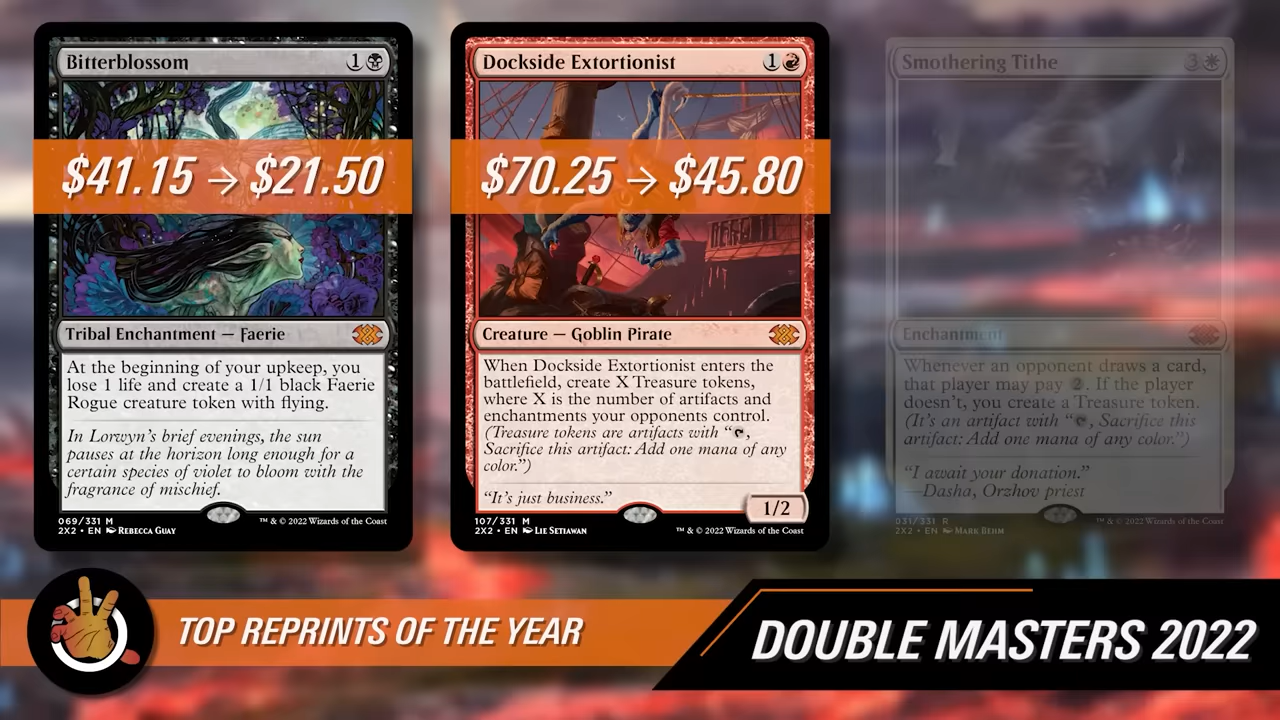 Bitterblossom 1
$41.15 → $21.50
Tribal Enchantment — Faerie
At the beginning of your upkeep, you
lose 1 life and create a 1/1 black Faerie
Rogue creature token with flying.
In Lorwyn's brief evenings, the sun
pauses at the horizon long enough for a
certain species of violet to bloom with the
fragrance of mischief.
069/331 M
2X2 • EN Rebecca Guay
™ & © 2022 Wizards of the Coast
Dockside Extortionist 1
$70.25 → $45.80
Creature — Goblin Pirate
When Dockside Extortionist enters the
battlefield, create X Treasure tokens,
where X is the number of artifacts and
enchantments your opponents control.
(Treasure tokens are artifacts with “,
Sacrifice this artifact: Add one mana of any
color.”)
“It's just business.”
1/2
107/331 M
2X2 • EN Lie Setiawan
™ & © 2022 Wizards of the Coast
Smothering Tithe 3
Enchantment
Whenever an opponent draws a card,
that player may pay 2. If the player
doesn't, you create a Treasure token.
(It's an artifact with “, Sacrifice this
artifact: Add one mana of any color.”)
“I await your donation.”
—Dasha, Orzhov priest
031/331 R
2X2 • EN Mark Behm
™ & © 2022 Wizards of the Coast
TOP REPRINTS OF THE YEAR
DOUBLE MASTERS 2022